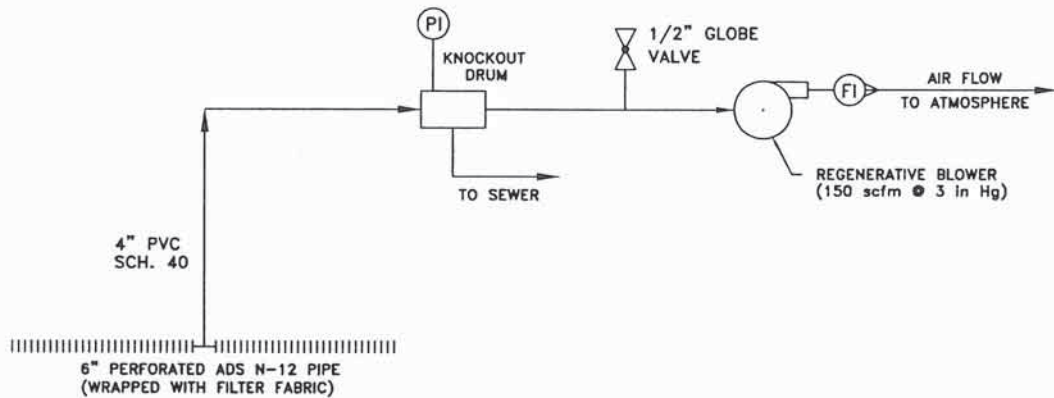 PI
KNOCKOUT
DRUM
1/2" GLOBE
VALVE
FI
AIR FLOW
TO ATMOSPHERE
TO SEWER
REGENERATIVE BLOWER
(150 scfm @ 3 in Hg)
4" PVC
SCH. 40
6" PERFORATED ADS N-12 PIPE
(WRAPPED WITH FILTER FABRIC)